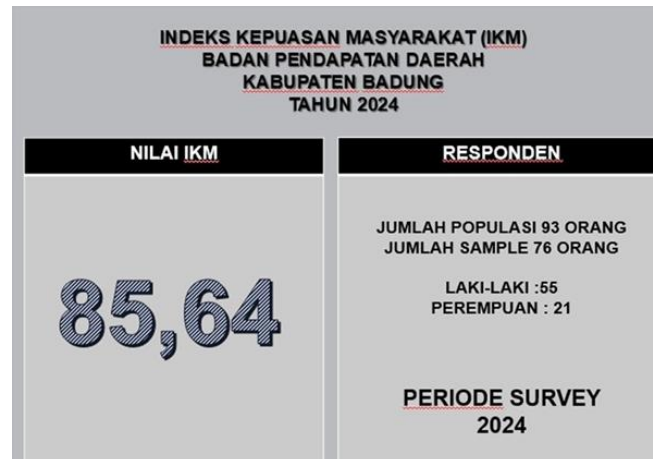 INDEKS KEPUASAN MASYARAKAT (IKM)
BADAN PENDAPATAN DAERAH
KABUPATEN BADUNG
TAHUN 2024
NILAI IKM
85,64
RESPONDEN
JUMLAH POPULASI 93 ORANG
JUMLAH SAMPLE 76 ORANG
LAKI-LAKI :55
PEREMPUAN : 21
PERIODE SURVEY
2024